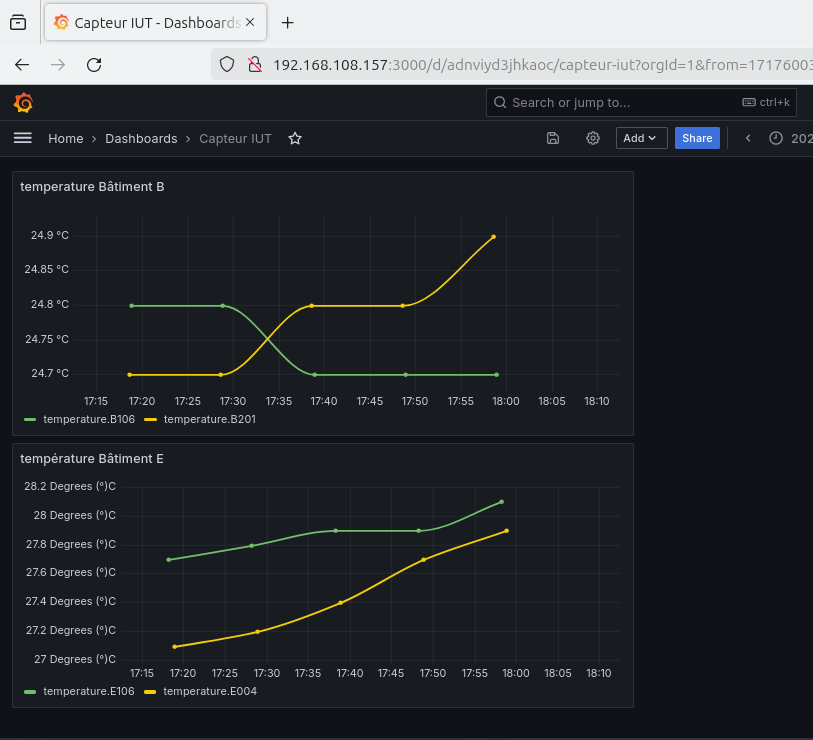 Capteur IUT - Dashboards
192.168.108.157:3000/d/adnviyd3jhkaoc/capteur-iut?orgId=1&from=17176003
Search or jump to... ctrl+k
Home Dashboards Capteur IUT Add Share 202
temperature Bâtiment B
24.9 °C
24.85 °C
24.8 °C
24.75 °C
24.7 °C
17:15 17:20 17:25 17:30 17:35 17:40 17:45 17:50 17:55 18:00 18:05 18:10
temperature.B106 temperature.B201
température Bâtiment E
28.2 Degrees (°)C
28 Degrees (°)C
27.8 Degrees (°)C
27.6 Degrees (°)C
27.4 Degrees (°)C
27.2 Degrees (°)C
27 Degrees (°)C
17:15 17:20 17:25 17:30 17:35 17:40 17:45 17:50 17:55 18:00 18:05 18:10
temperature.E106 temperature.E004